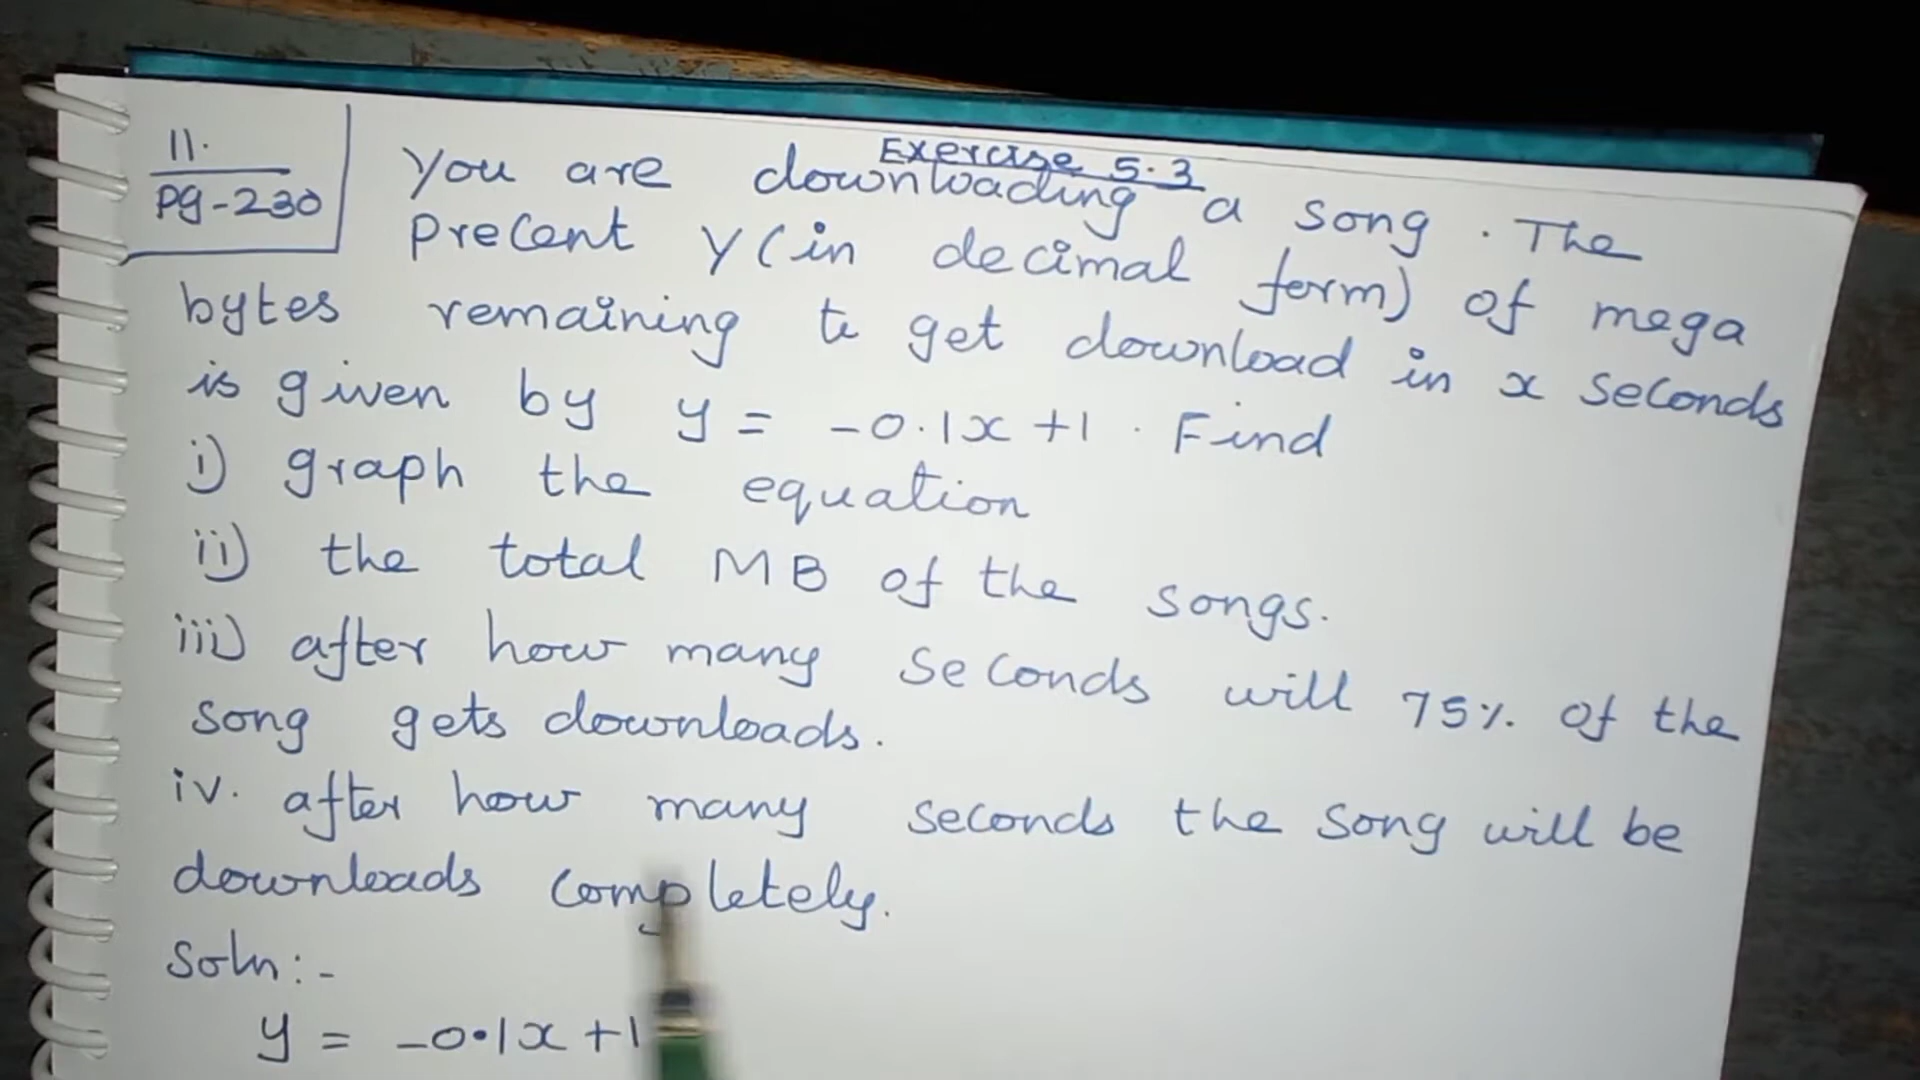 Exercise 5.3
11.
Pg-230
You are downloading a song. The
Precent y (in decimal form) of mega
bytes remaining to get download in x seconds
is given by y = -0.1x +1. Find
i) graph the equation
ii) the total MB of the songs.
iii) after how many seconds will 75% of the
song gets downloads.
iv. after how many seconds the song will be
downloads completely.
Soln:-
y = -0.1x +1